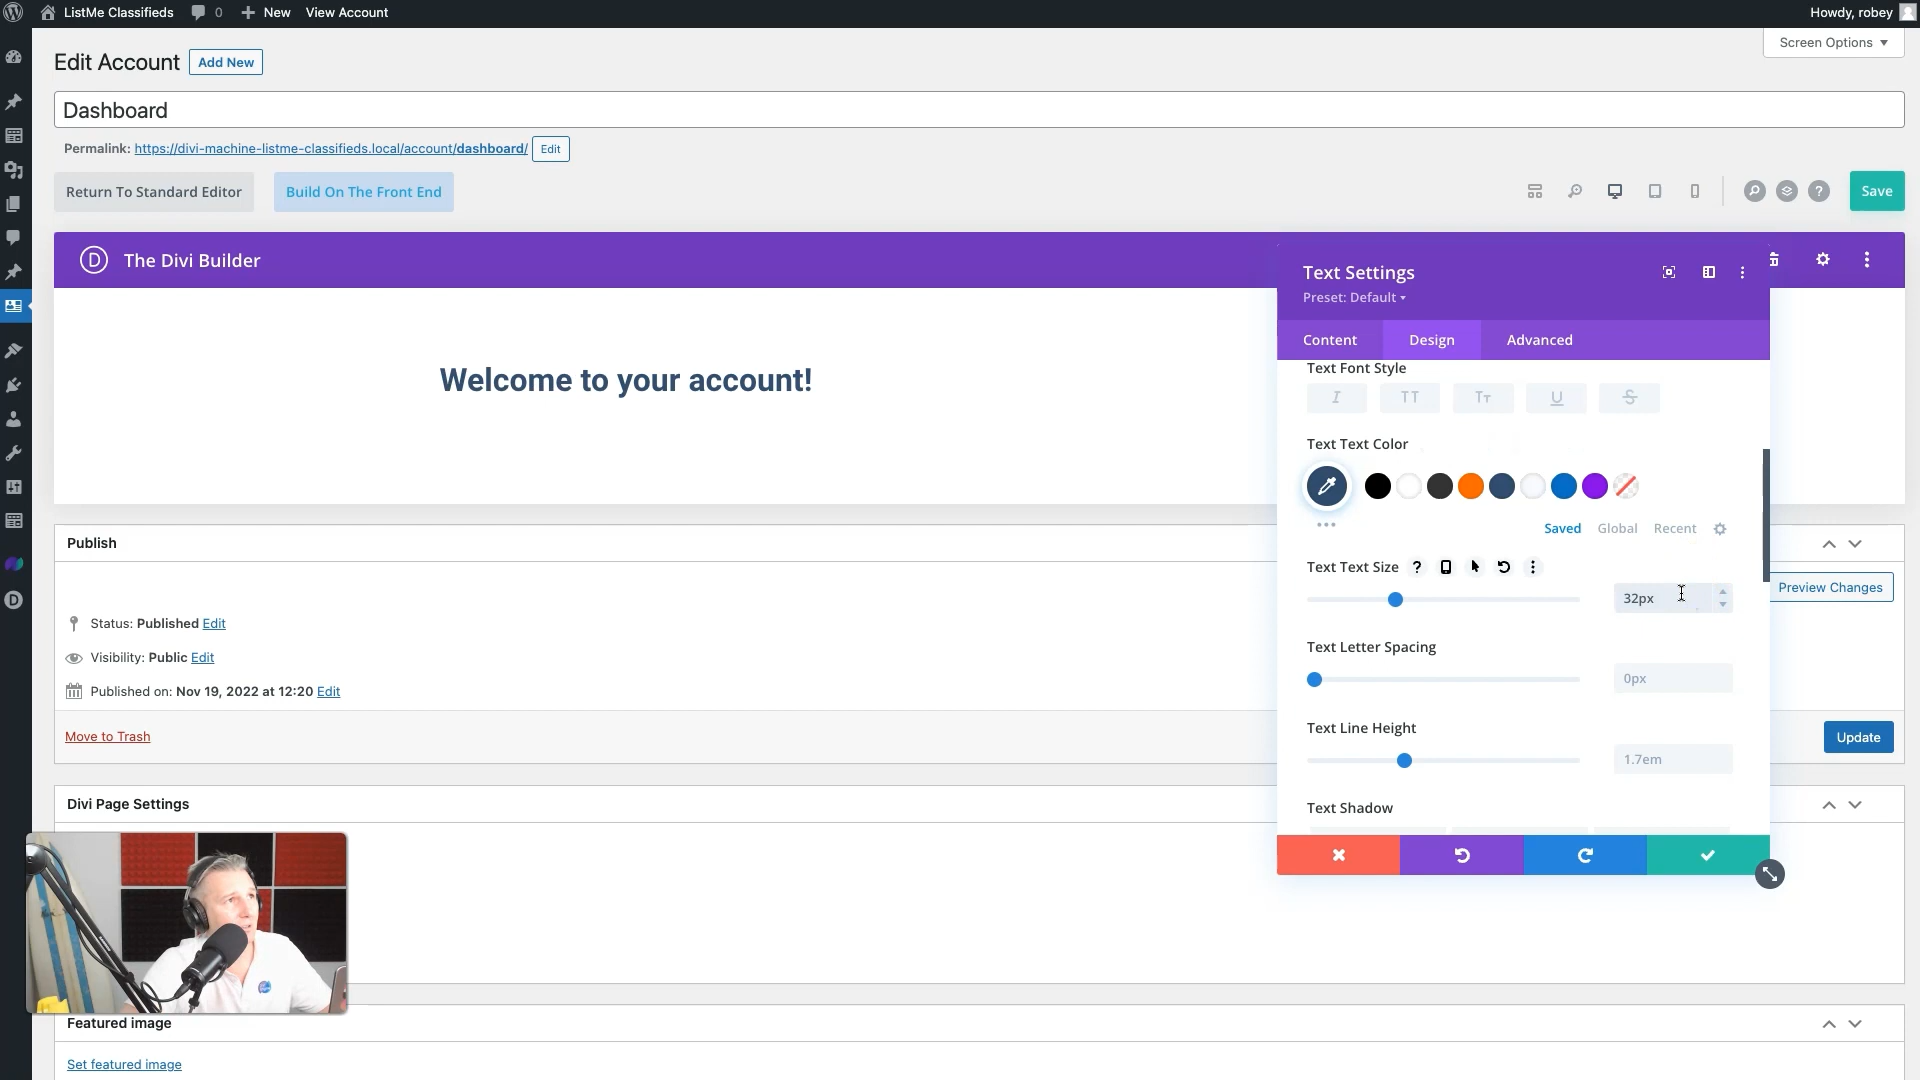 ListMe Classifieds 0 New View Account Howdy, robey
Screen Options
Edit Account Add New
Dashboard
Permalink: https://divi-machine-listme-classifieds.local/account/dashboard/ Edit
Return To Standard Editor Build On The Front End ? Save
D The Divi Builder
Text Settings
Preset: Default
Content Design Advanced
Welcome to your account!
Text Font Style
I TT Tт U S
Text Text Color
Saved Global Recent
Text Text Size ?
32px
Text Letter Spacing
0px
Text Line Height
1.7em
Text Shadow
Publish
Preview Changes
Status: Published Edit
Visibility: Public Edit
Published on: Nov 19, 2022 at 12:20 Edit
Move to Trash Update
Divi Page Settings
Featured image
Set featured image